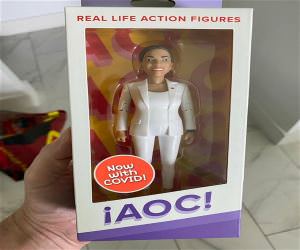 REAL LIFE ACTION FIGURES
Now with
COVID!
¡AOC!